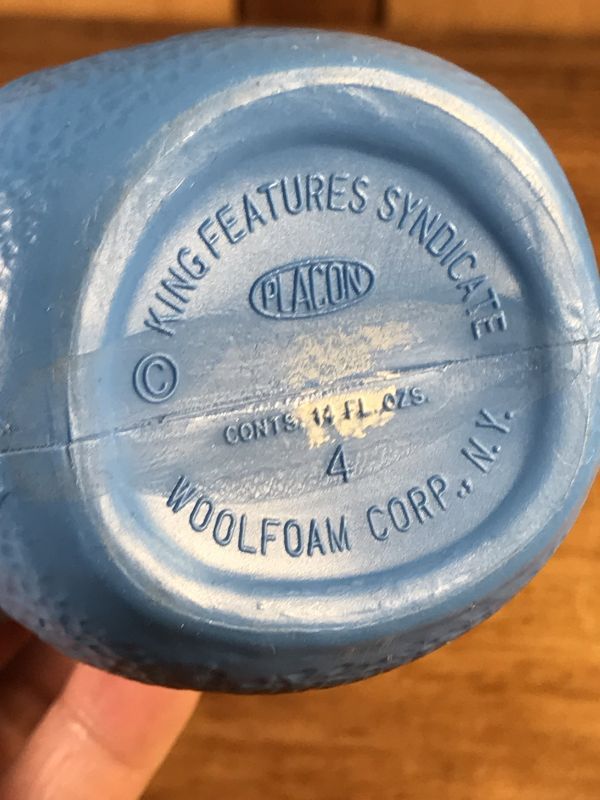 © KING FEATURES SYNDICATE
PLACON
CONTS. 14 FL. OZS.
4
WOOLFOAM CORP., N.Y.